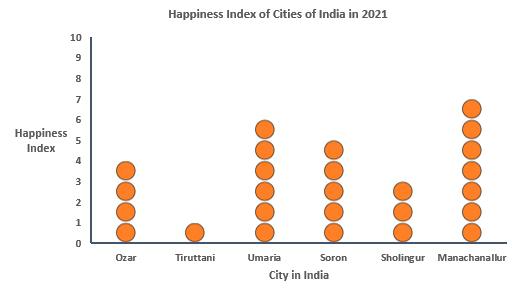 Happiness Index of Cities of India in 2021
10
9
8
7
6
5
4
3
2
1
0
Happiness
Index
Ozar Tiruttani Umaria Soron Sholingur Manachanallur
City in India